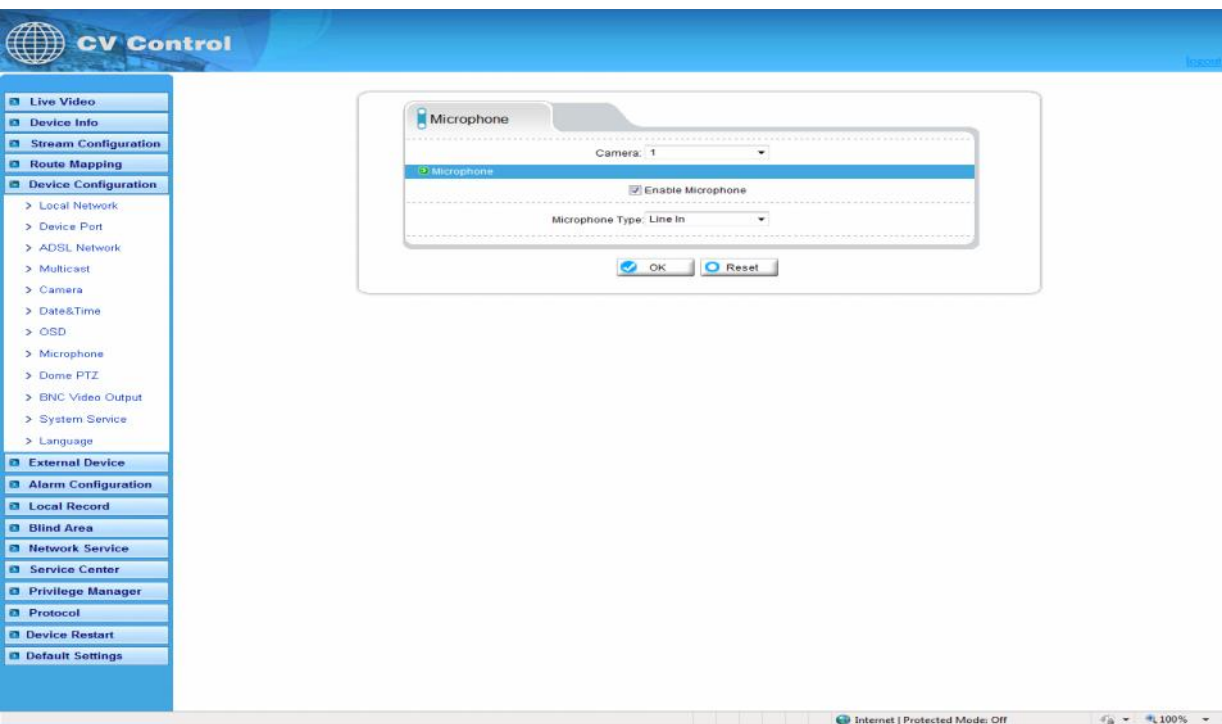 CV Control
logout
Live Video
Device Info
Stream Configuration
Route Mapping
Device Configuration
> Local Network
> Device Port
> ADSL Network
> Multicast
> Camera
> Date&Time
> OSD
> Microphone
> Dome PTZ
> BNC Video Output
> System Service
> Language
External Device
Alarm Configuration
Local Record
Blind Area
Network Service
Service Center
Privilege Manager
Protocol
Device Restart
Default Settings
Microphone
Camera: 1
Microphone
Enable Microphone
Microphone Type: Line In
OK Reset
Internet | Protected Mode: Off 100%